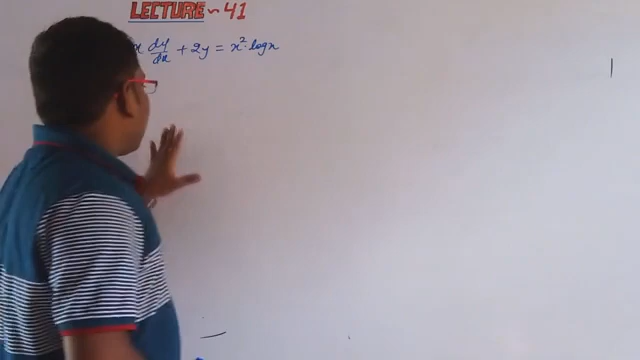 LECTURE ~ 41
x dy/dx + 2y = x². log x